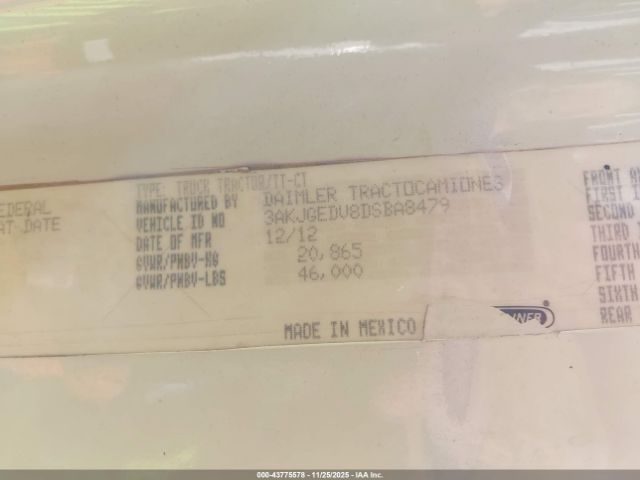 TYPE: TRUCK TRACTOR/TT-CT
MANUFACTURED BY DAIMLER TRACTOCAMIONES
VEHICLE ID NO 3AKJGEDV8DSBA8479
DATE OF MFR 12/12
GVWR/PNBV-KG 20,865
GVWR/PNBV-LBS 46,000
MADE IN MEXICO
EDERAL
AT DATE
FRONT
FIRST
SECOND
THIRD
FOURTH
FIFTH
SIXTH
REAR
000-43775578 - 11/25/2025 - IAA Inc.